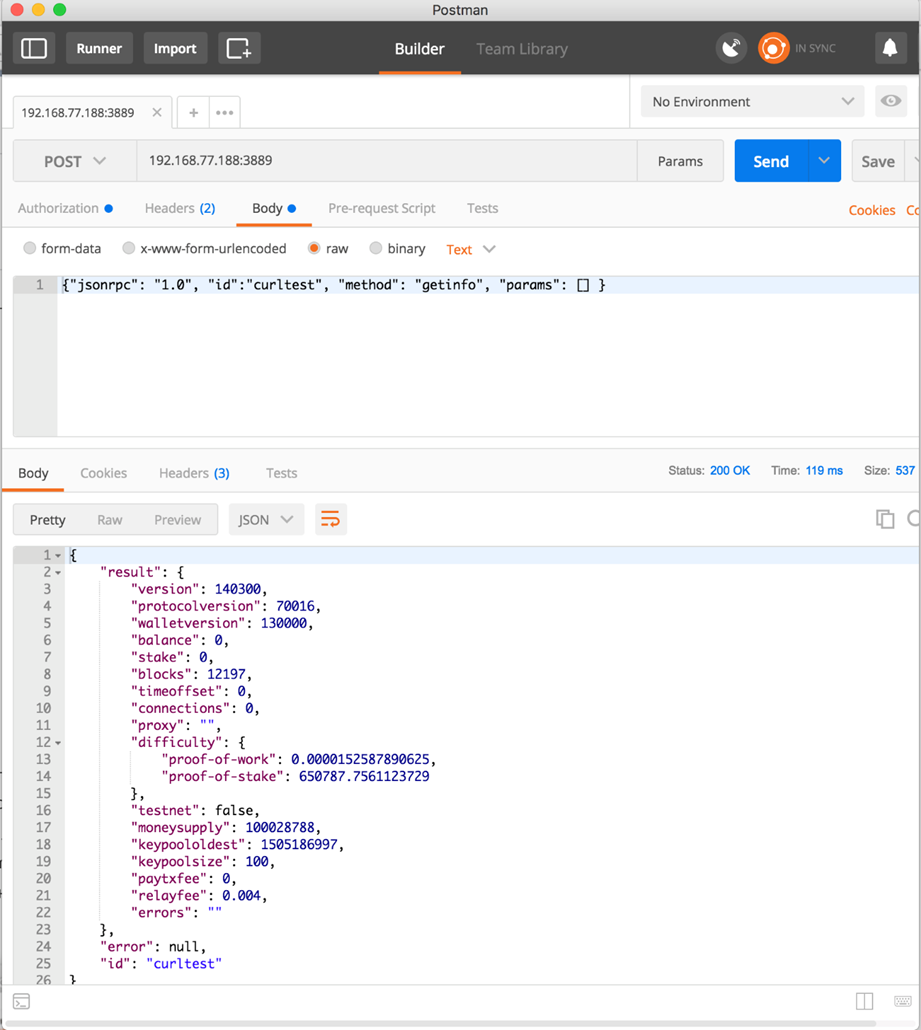 Postman
Runner Import Builder Team Library IN SYNC
192.168.77.188:3889 No Environment
POST 192.168.77.188:3889 Params Send Save
Authorization Headers (2) Body Pre-request Script Tests Cookies Co
form-data x-www-form-urlencoded raw binary Text
1 {"jsonrpc": "1.0", "id":"curltest", "method": "getinfo", "params": [] }
Body Cookies Headers (3) Tests Status: 200 OK Time: 119 ms Size: 537
Pretty Raw Preview JSON
1 {
2 "result": {
3 "version": 140300,
4 "protocolversion": 70016,
5 "walletversion": 130000,
6 "balance": 0,
7 "stake": 0,
8 "blocks": 12197,
9 "timeoffset": 0,
10 "connections": 0,
11 "proxy": "",
12 "difficulty": {
13 "proof-of-work": 0.0000152587890625,
14 "proof-of-stake": 650787.7561123729
15 },
16 "testnet": false,
17 "moneysupply": 100028788,
18 "keypoololdest": 1505186997,
19 "keypoolsize": 100,
20 "paytxfee": 0,
21 "relayfee": 0.004,
22 "errors": ""
23 },
24 "error": null,
25 "id": "curltest"
26 }